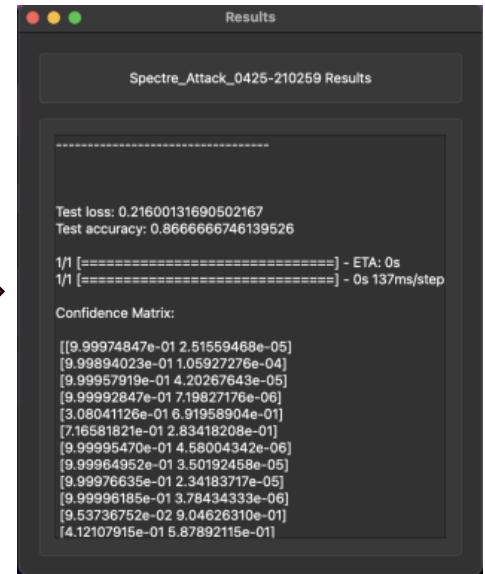 Results
Spectre_Attack_0425-210259 Results
----------------------------------
Test loss: 0.21600131690502167
Test accuracy: 0.8666666746139526
1/1 [==============================] - ETA: 0s
1/1 [==============================] - 0s 137ms/step
Confidence Matrix:
[[9.99974847e-01 2.51559468e-05]
[9.99894023e-01 1.05927276e-04]
[9.99957919e-01 4.20267643e-05]
[9.99992847e-01 7.19827176e-06]
[3.08041126e-01 6.91958904e-01]
[7.16581821e-01 2.83418208e-01]
[9.99995470e-01 4.58004342e-06]
[9.99964952e-01 3.50192458e-05]
[9.99976635e-01 2.34183717e-05]
[9.99996185e-01 3.78434333e-06]
[9.53736752e-02 9.04626310e-01]
[4.12107915e-01 5.87892115e-01]